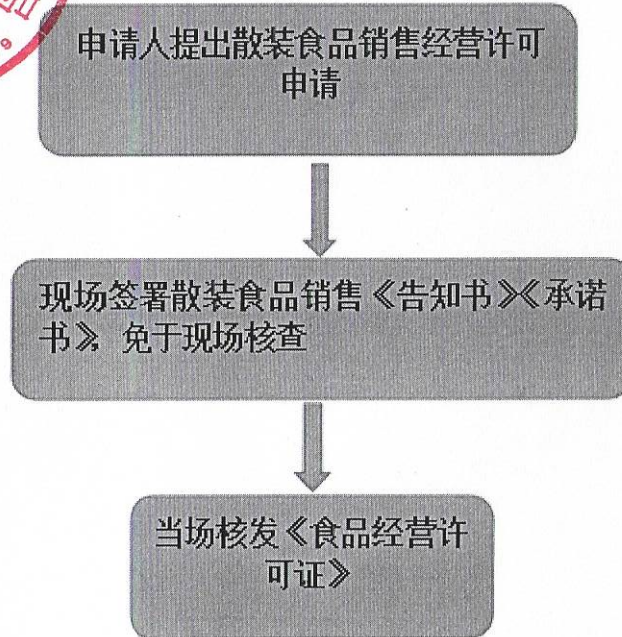 申请人提出散装食品销售经营许可
申请
现场签署散装食品销售《告知书》《承诺
书》，免于现场核查
当场核发《食品经营许
可证》